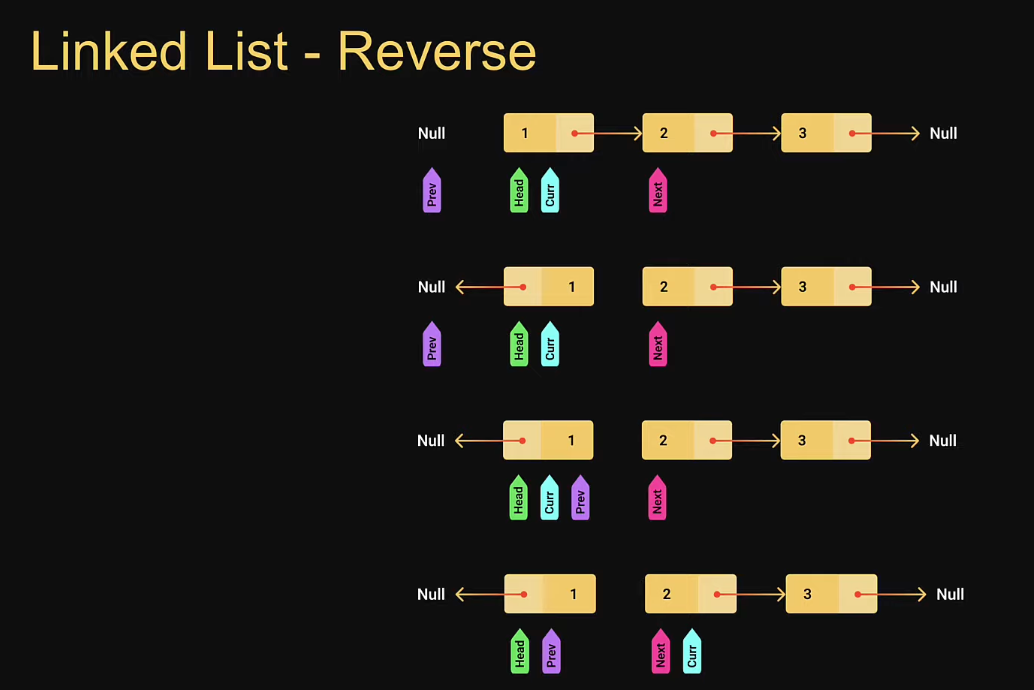 Linked List - Reverse
Null 1 2 3 Null
Prev Head Curr Next
Null 1 2 3 Null
Prev Head Curr Next
Null 1 2 3 Null
Head Curr Prev Next
Null 1 2 3 Null
Head Prev Next Curr